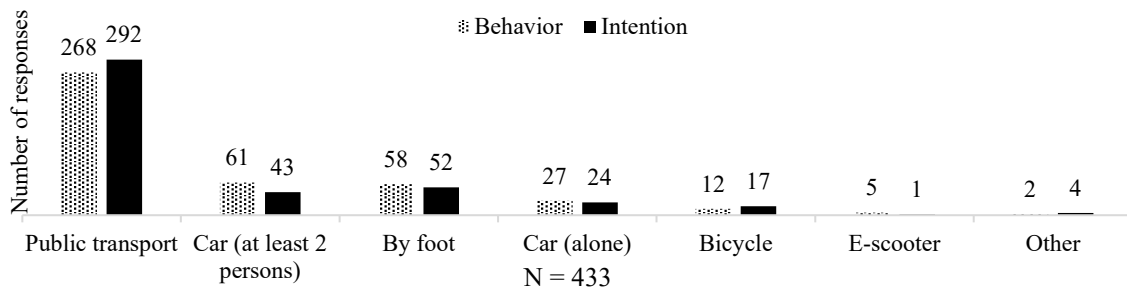 Behavior Intention
Number of responses
268 292
61 43
58 52
27 24
12 17
5 1
2 4
Public transport
Car (at least 2
persons)
By foot
Car (alone)
Bicycle
E-scooter
Other
N = 433